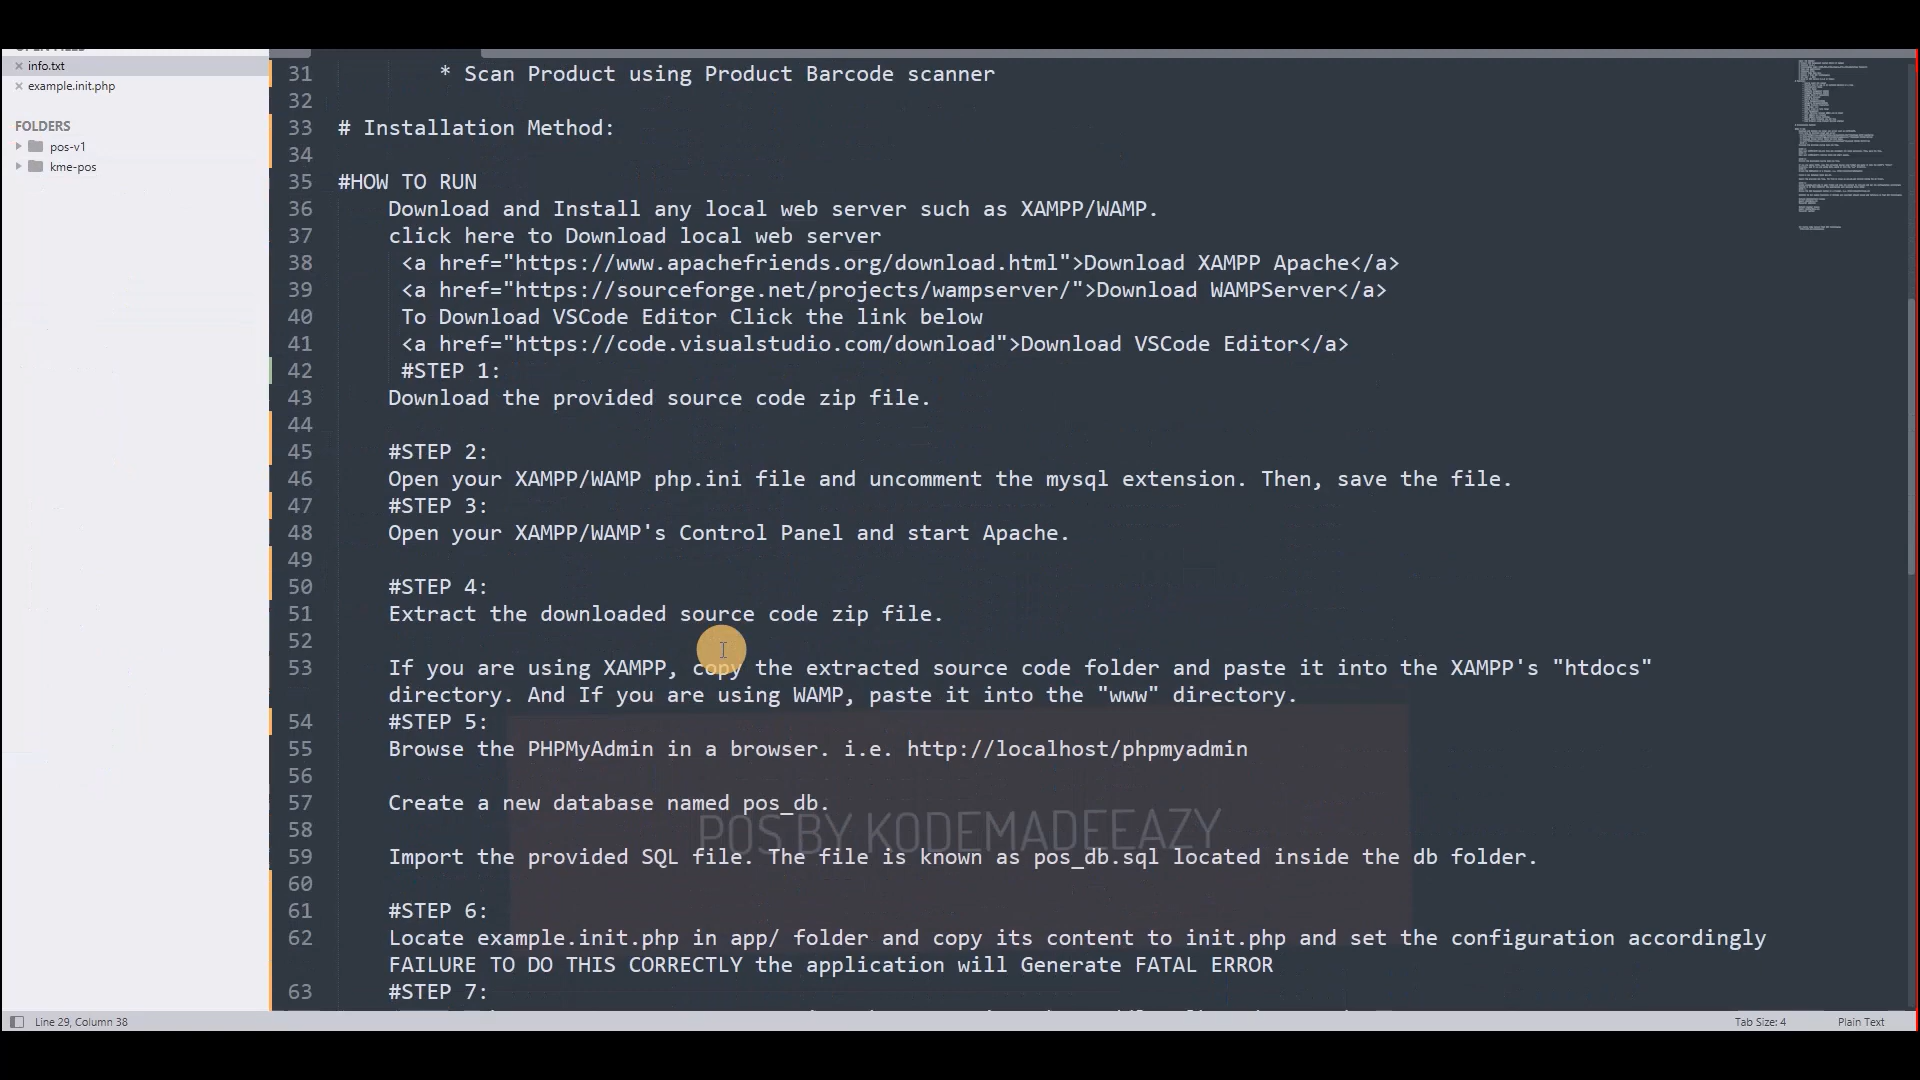 info.txt
example.init.php
FOLDERS
pos-v1
kme-pos
31 * Scan Product using Product Barcode scanner
32
33 # Installation Method:
34
35 #HOW TO RUN
36 Download and Install any local web server such as XAMPP/WAMP.
37 click here to Download local web server
38 <a href="https://www.apachefriends.org/download.html">Download XAMPP Apache</a>
39 <a href="https://sourceforge.net/projects/wampserver/">Download WAMPServer</a>
40 To Download VSCode Editor Click the link below
41 <a href="https://code.visualstudio.com/download">Download VSCode Editor</a>
42 #STEP 1:
43 Download the provided source code zip file.
44
45 #STEP 2:
46 Open your XAMPP/WAMP php.ini file and uncomment the mysql extension. Then, save the file.
47 #STEP 3:
48 Open your XAMPP/WAMP's Control Panel and start Apache.
49
50 #STEP 4:
51 Extract the downloaded source code zip file.
52
53 If you are using XAMPP, copy the extracted source code folder and paste it into the XAMPP's "htdocs"
directory. And If you are using WAMP, paste it into the "www" directory.
54 #STEP 5:
55 Browse the PHPMyAdmin in a browser. i.e. http://localhost/phpmyadmin
56
57 Create a new database named pos_db.
58
POS BY KODEMADEEAZY
59 Import the provided SQL file. The file is known as pos_db.sql located inside the db folder.
60
61 #STEP 6:
62 Locate example.init.php in app/ folder and copy its content to init.php and set the configuration accordingly
FAILURE TO DO THIS CORRECTLY the application will Generate FATAL ERROR
63 #STEP 7:
Line 29, Column 38
Tab Size: 4
Plain Text